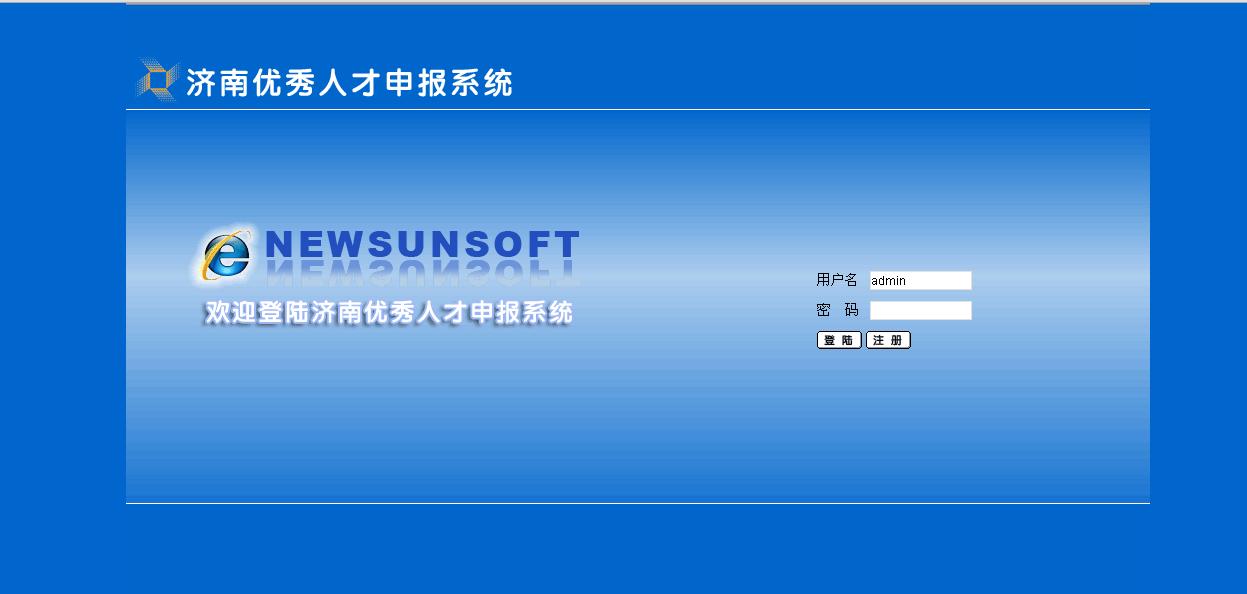 济南优秀人才申报系统
NEWSUNSOFT
欢迎登陆济南优秀人才申报系统
用户名 admin
密 码
登 陆 注 册